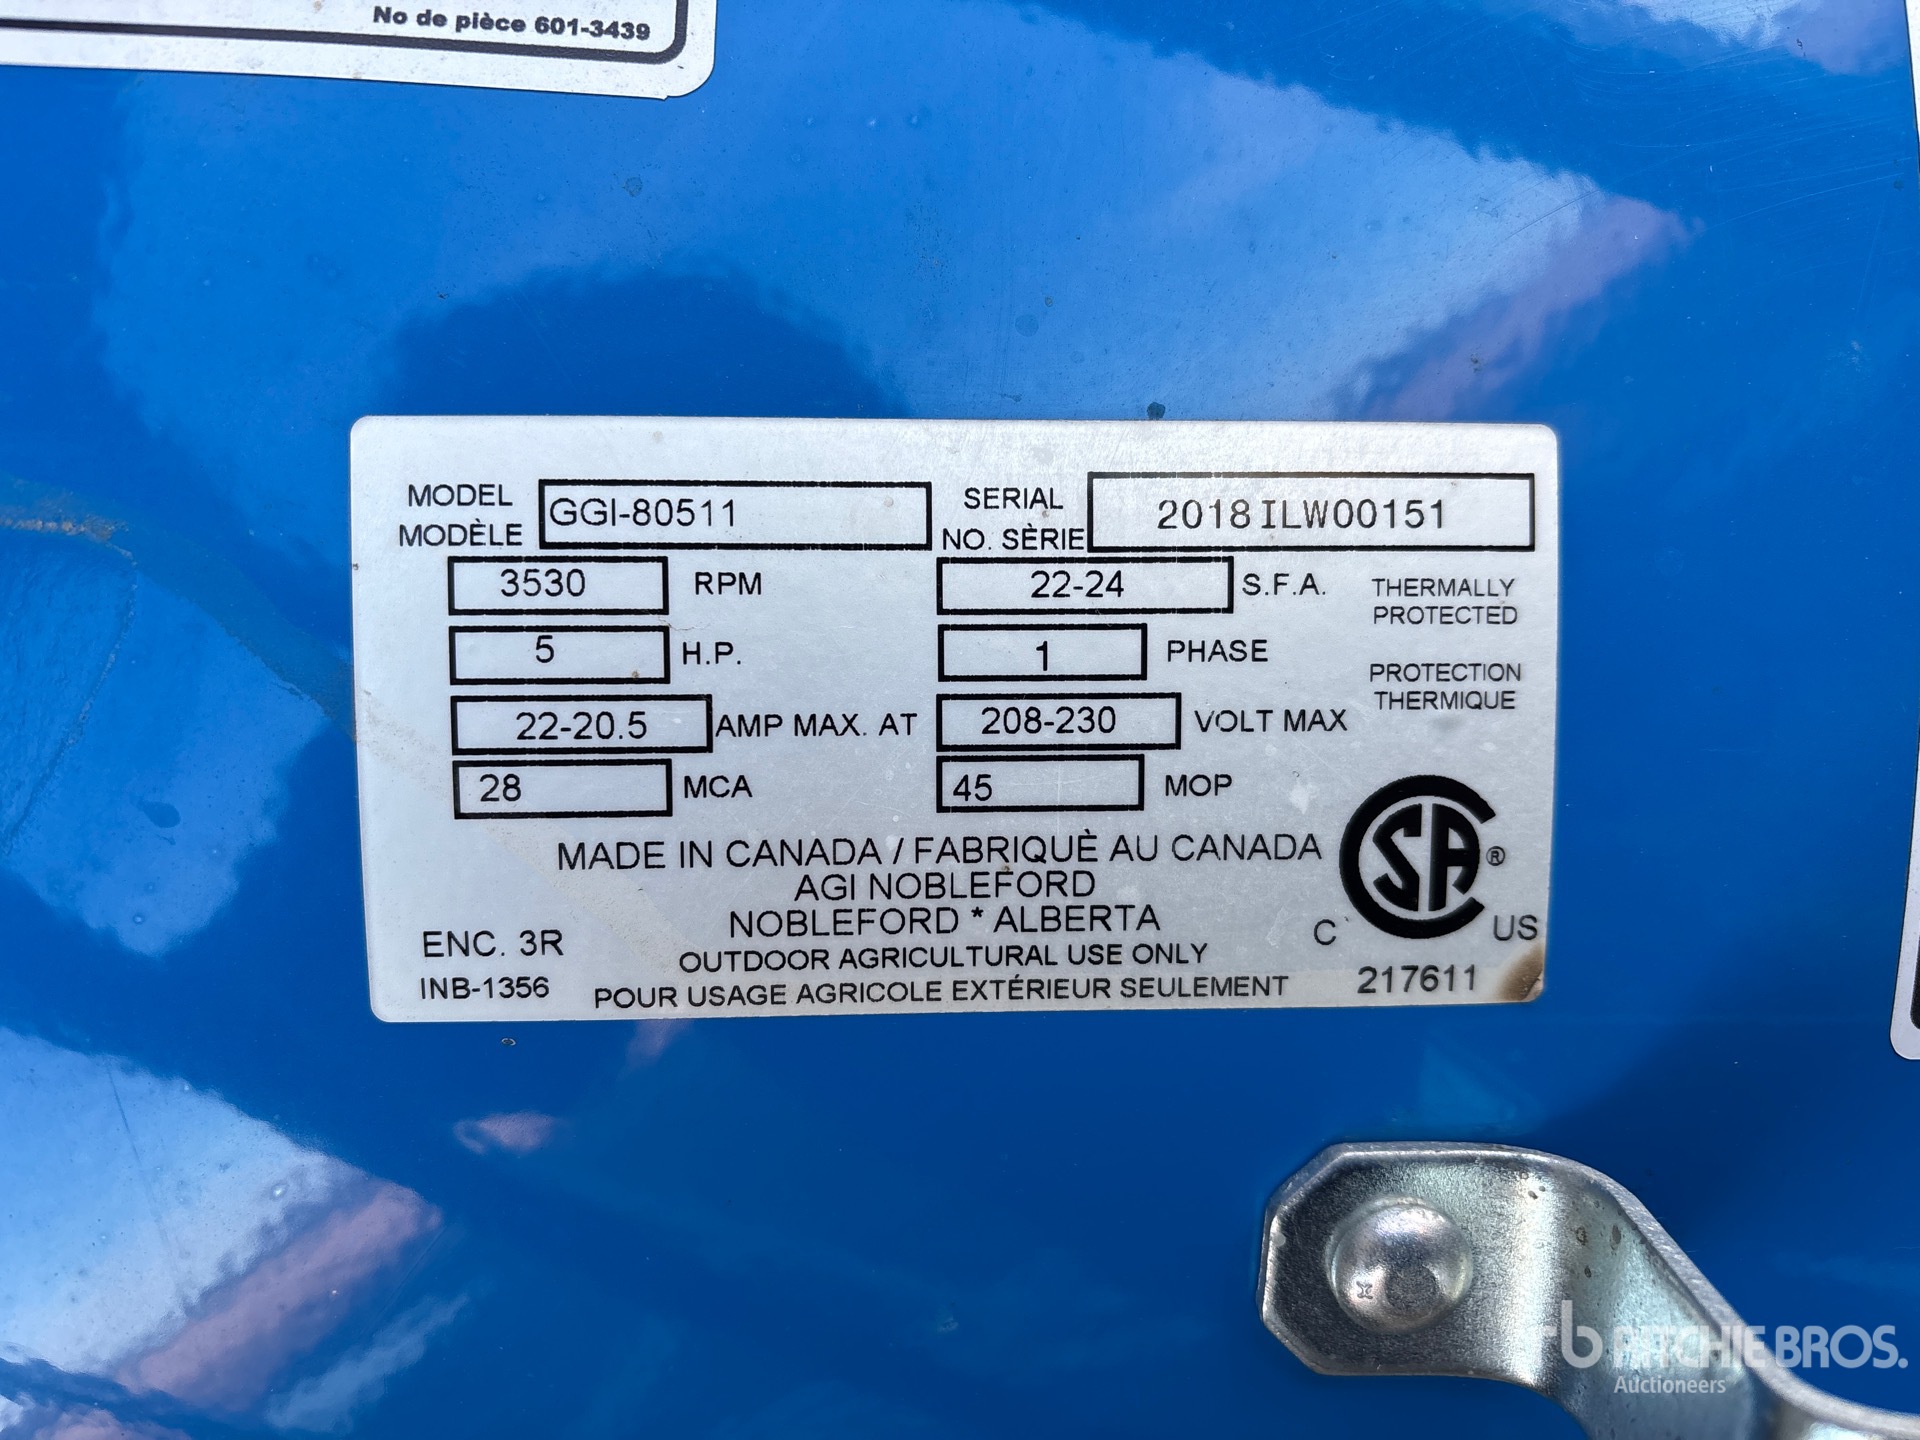 No de pièce 601-3439
MODEL GGI-80511 SERIAL 2018ILW00151
MODÈLE NO. SÈRIE
3530 RPM 22-24 S.F.A. THERMALLY
PROTECTED
5 H.P. 1 PHASE PROTECTION
THERMIQUE
22-20.5 AMP MAX. AT 208-230 VOLT MAX
28 MCA 45 MOP
MADE IN CANADA / FABRIQUÈ AU CANADA
AGI NOBLEFORD
NOBLEFORD * ALBERTA
ENC. 3R OUTDOOR AGRICULTURAL USE ONLY
INB-1356 POUR USAGE AGRICOLE EXTÉRIEUR SEULEMENT
CSA ®
C US
217611
RITCHIE BROS.
Auctioneers